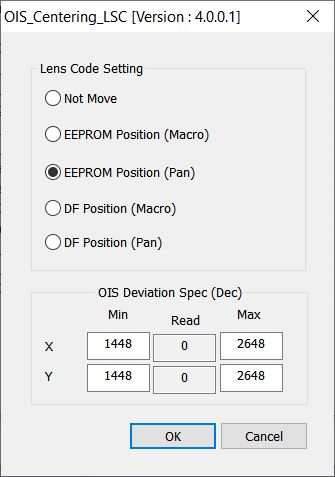 OIS_Centering_LSC [Version : 4.0.0.1]
Lens Code Setting
Not Move
EEPROM Position (Macro)
EEPROM Position (Pan)
DF Position (Macro)
DF Position (Pan)
OIS Deviation Spec (Dec)
Min Read Max
X 1448 0 2648
Y 1448 0 2648
OK Cancel